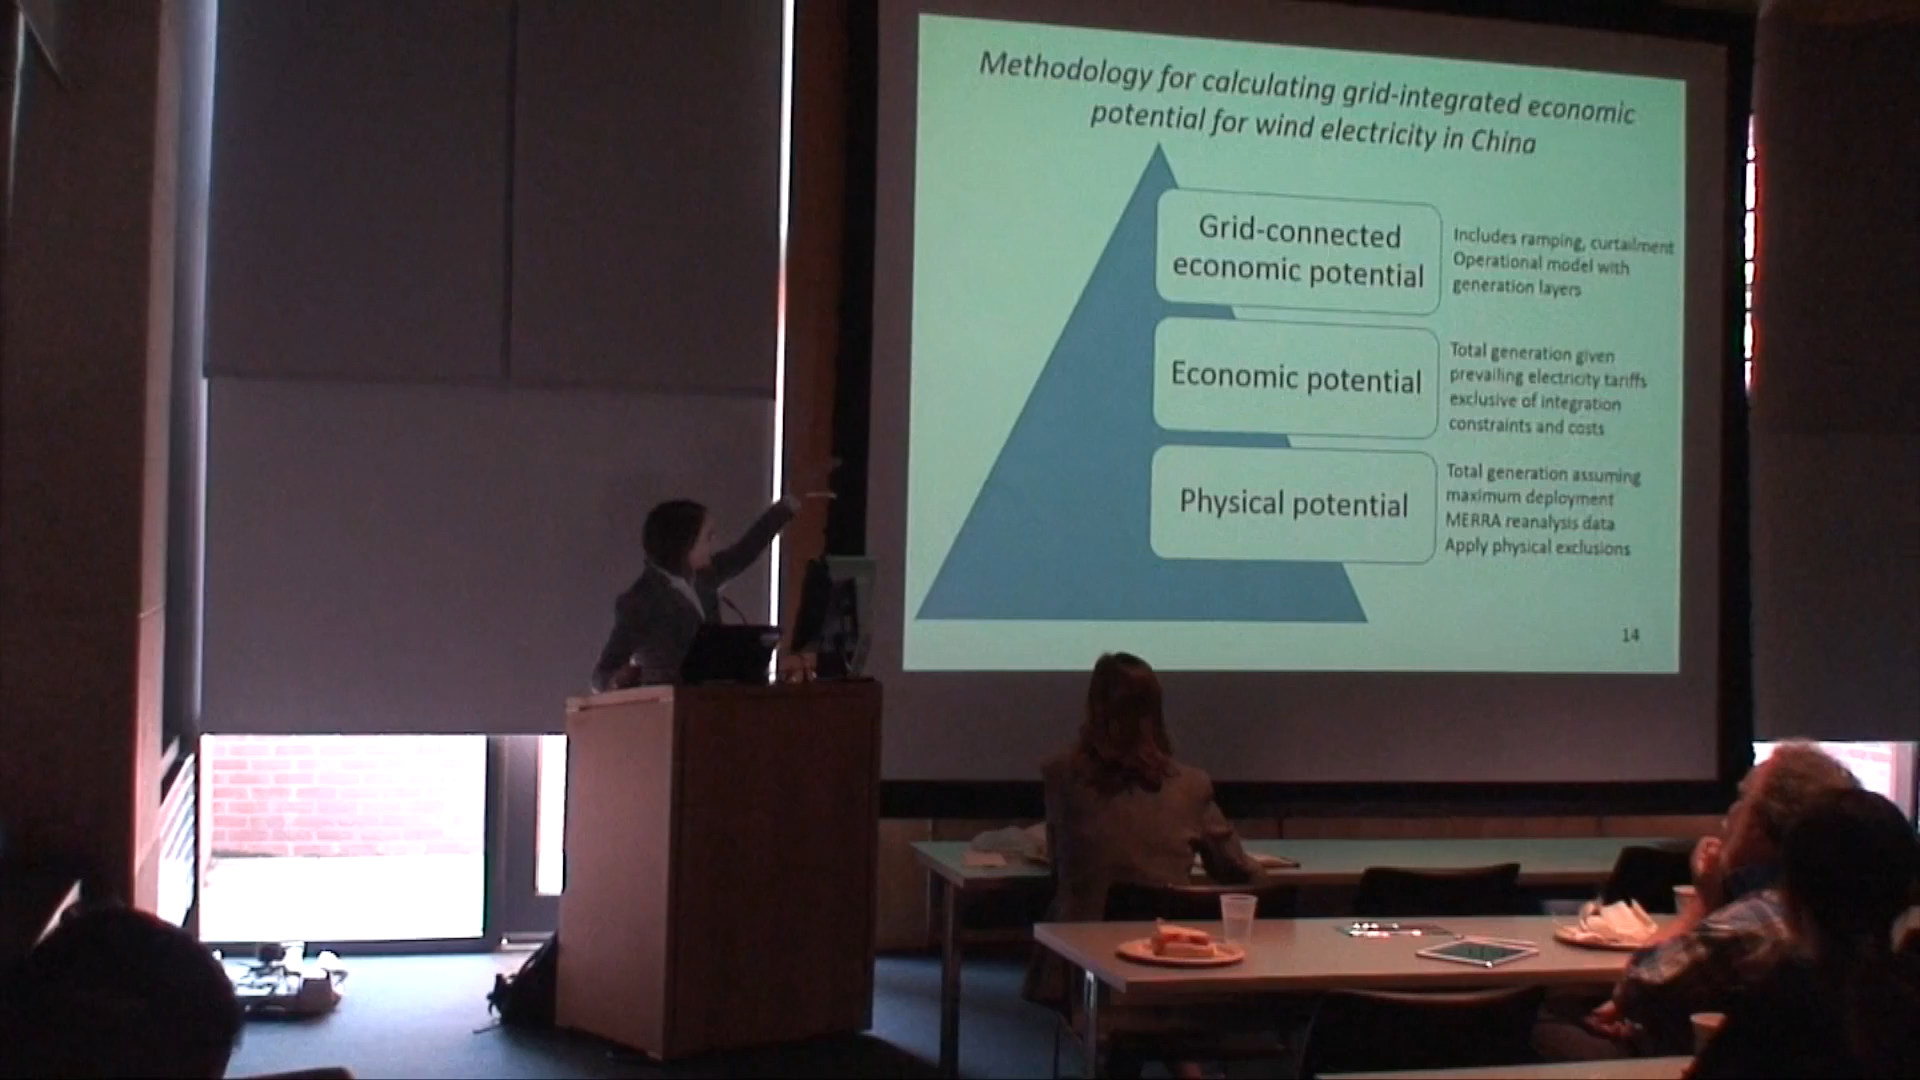 Methodology for calculating grid-integrated economic
potential for wind electricity in China
Grid-connected
economic potential
Includes ramping, curtailment
Operational model with
generation layers
Economic potential
Total generation given
prevailing electricity tariffs
exclusive of integration
constraints and costs
Physical potential
Total generation assuming
maximum deployment
MERRA reanalysis data
Apply physical exclusions
14